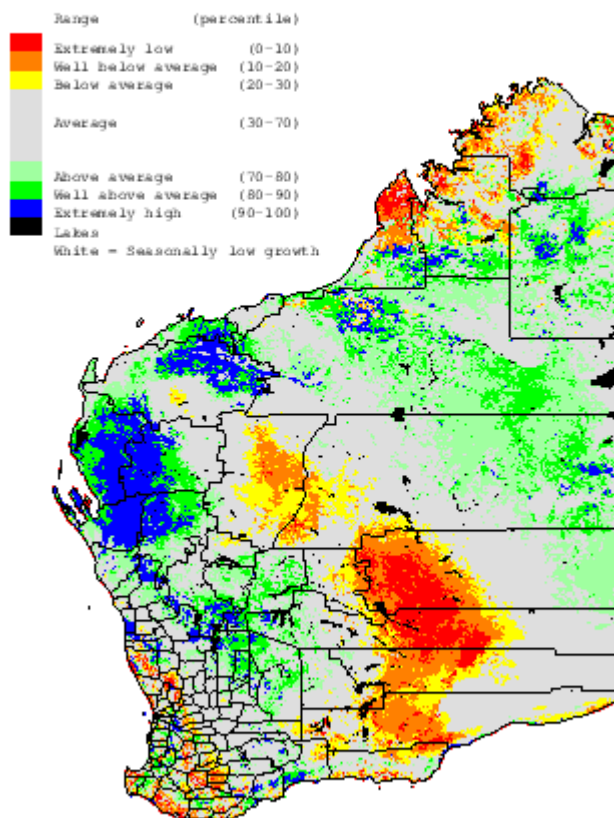 Range (percentile)
Extremely low (0-10)
Well below average (10-20)
Below average (20-30)
Average (30-70)
Above average (70-80)
Well above average (80-90)
Extremely high (90-100)
Lakes
White = Seasonally low growth